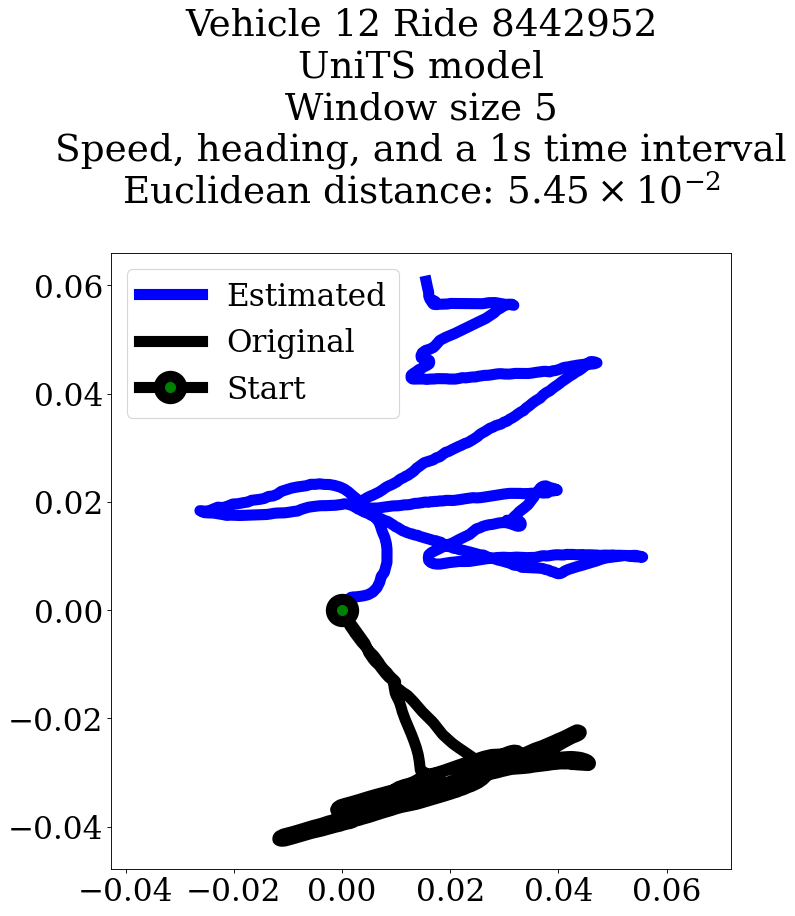 Vehicle 12 Ride 8442952
UniTS model
Window size 5
Speed, heading, and a 1s time interval
Euclidean distance: 5.45 × 10⁻²
Estimated
Original
Start
0.06
0.04
0.02
0.00
−0.02
−0.04
−0.04 −0.02 0.00 0.02 0.04 0.06